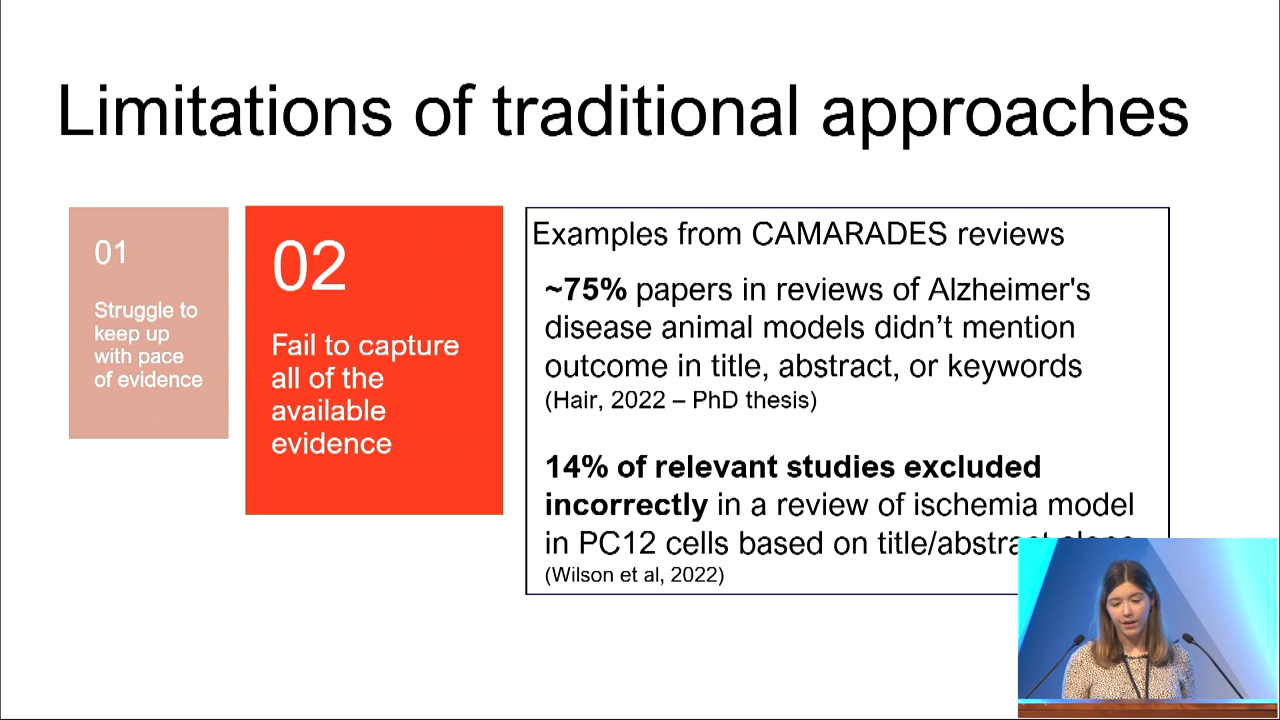 Limitations of traditional approaches
01
Struggle to
keep up
with pace
of evidence
02
Fail to capture
all of the
available
evidence
Examples from CAMARADES reviews
~75% papers in reviews of Alzheimer's
disease animal models didn’t mention
outcome in title, abstract, or keywords
(Hair, 2022 – PhD thesis)
14% of relevant studies excluded
incorrectly in a review of ischemia model
in PC12 cells based on title/abstract alone
(Wilson et al, 2022)